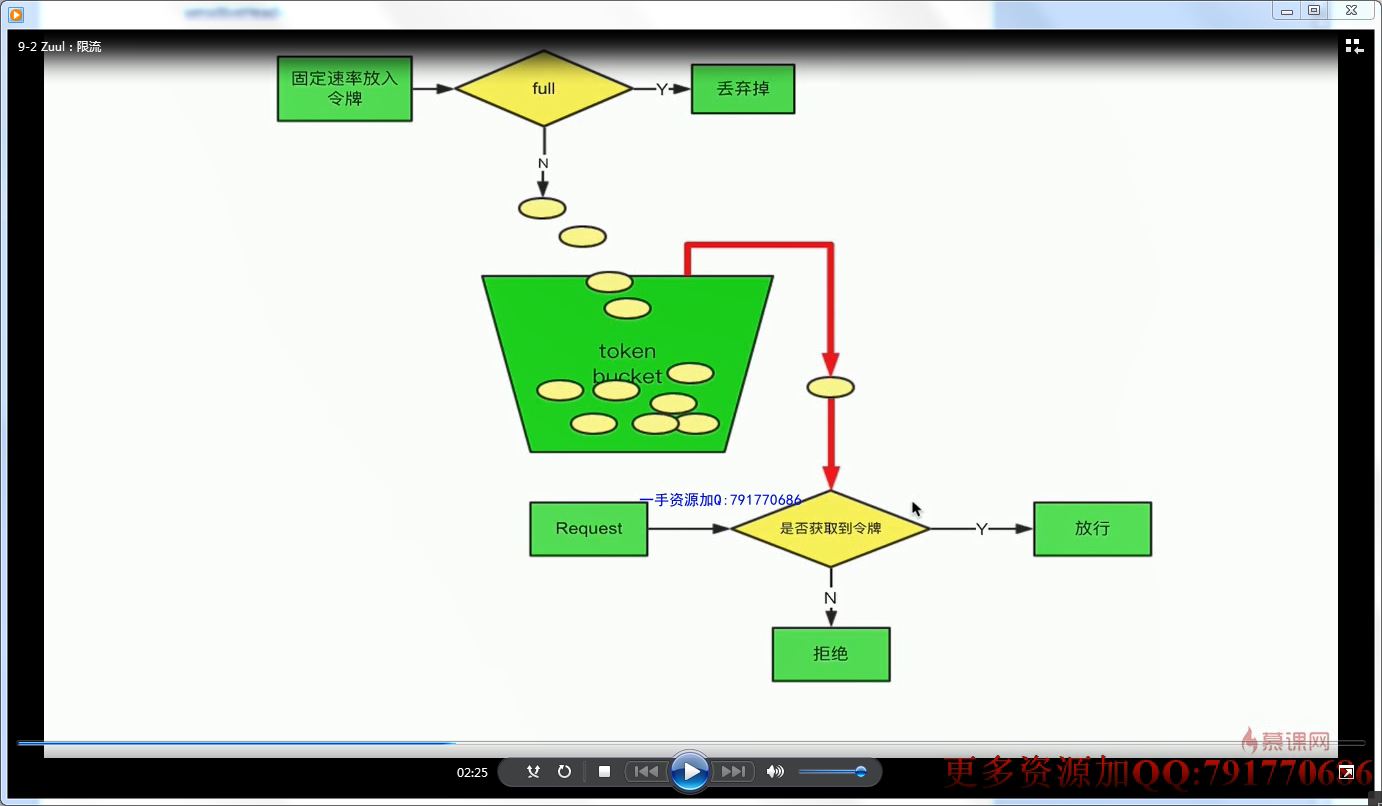 9-2 Zuul : 限流
固定速率放入
令牌
full
Y
丢弃掉
N
token
bucket
一手资源加Q:791770686
Request
是否获取到令牌
Y
放行
N
拒绝
慕课网
02:25
更多资源加QQ:791770686